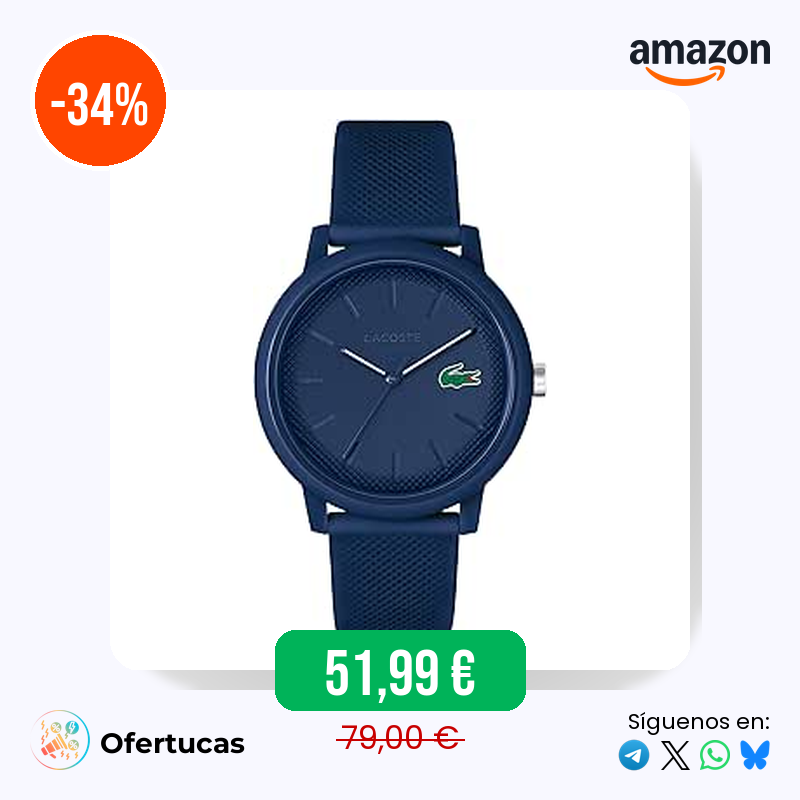 -34%
amazon
LACOSTE
51,99 €
79,00 €
Ofertucas
Síguenos en: